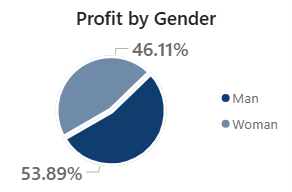 Profit by Gender
46.11%
Man
Woman
53.89%